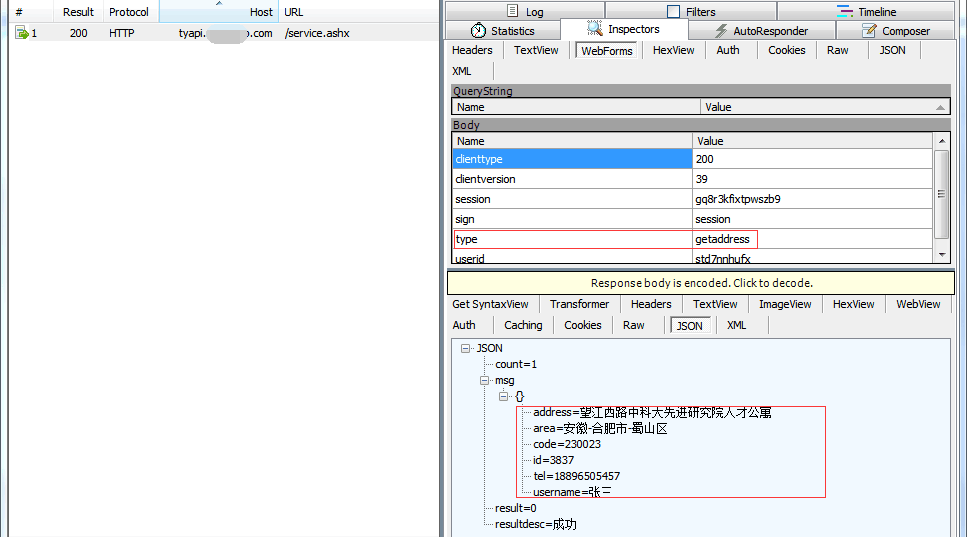 # Result Protocol Host URL
1 200 HTTP tyapi. o.com /service.ashx
Log Filters Timeline
Statistics Inspectors AutoResponder Composer
Headers TextView WebForms HexView Auth Cookies Raw JSON
XML
QueryString
Name Value
Body
Name Value
clienttype 200
clientversion 39
session gq8r3kfixtpwszb9
sign session
type getaddress
userid std7nnhufx
Response body is encoded. Click to decode.
Get SyntaxView Transformer Headers TextView ImageView HexView WebView
Auth Caching Cookies Raw JSON XML
JSON
count=1
msg
{}
address=望江西路中科大先进研究院人才公寓
area=安徽-合肥市-蜀山区
code=230023
id=3837
tel=18896505457
username=张三
result=0
resultdesc=成功